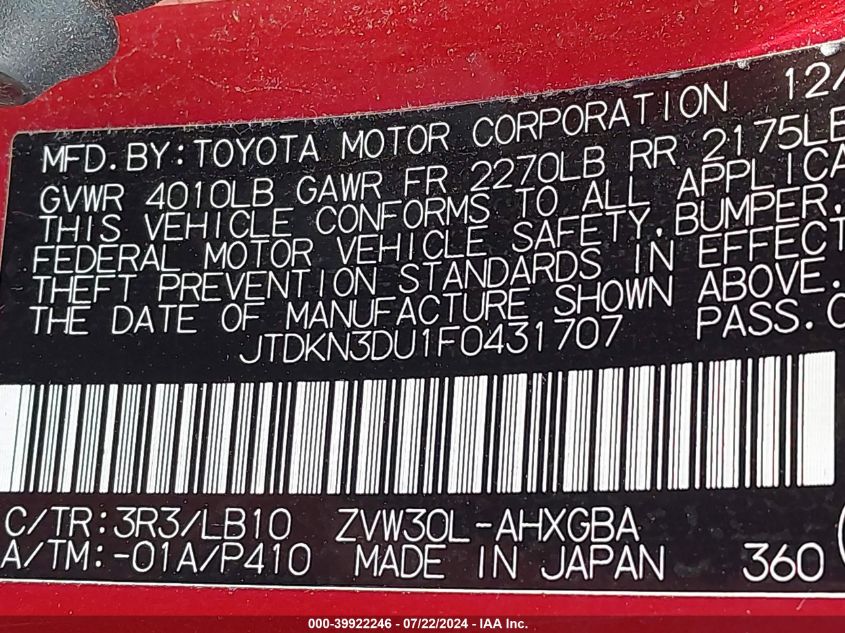 MFD.BY:TOYOTA MOTOR CORPORATION 12/
GVWR 4010LB GAWR FR 2270LB RR 2175LB
THIS VEHICLE CONFORMS TO ALL APPLICA
FEDERAL MOTOR VEHICLE SAFETY, BUMPER,
THEFT PREVENTION STANDARDS IN EFFECT
THE DATE OF MANUFACTURE SHOWN ABOVE.
JTDKN3DU1F0431707 PASS.C
C/TR:3R3/LB10 ZVW30L-AHXGBA
A/TM:-01A/P410 MADE IN JAPAN 360
000-39922246 - 07/22/2024 - IAA Inc.